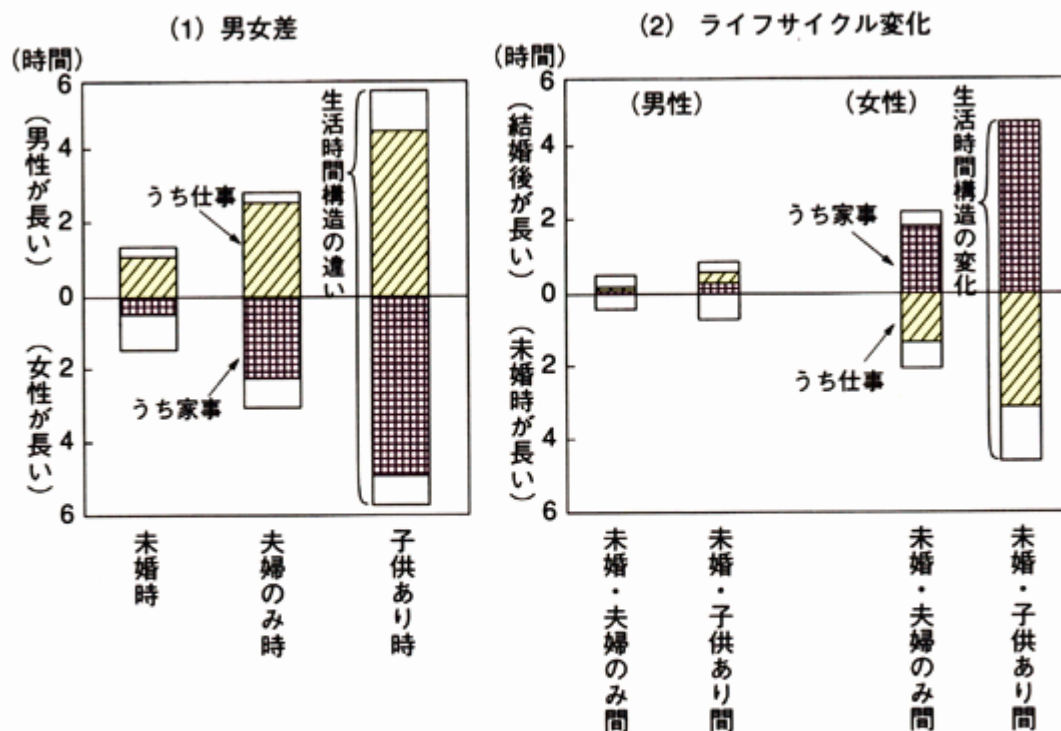 (1) 男女差
(時間)
6
4
2
0
2
4
6
(男性が長い)
(女性が長い)
うち仕事
うち家事
生活時間構造の違い
未婚時
夫婦のみ時
子供あり時
(2) ライフサイクル変化
(時間)
6
4
2
0
2
4
6
(結婚後が長い)
(未婚時が長い)
(男性)
(女性)
うち家事
うち仕事
生活時間構造の変化
未婚・夫婦のみ間
未婚・子供あり間
未婚・夫婦のみ間
未婚・子供あり間